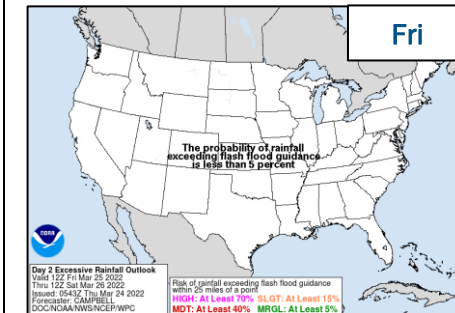 Fri
The probability of rainfall
exceeding flash flood guidance
is less than 5 percent
NOAA
Day 2 Excessive Rainfall Outlook
Valid 12Z Fri Mar 25 2022
Thru 12Z Sat Mar 26 2022
Issued: 0543Z Thu Mar 24 2022
Forecaster: CAMPBELL
DOC/NOAA/NWS/NCEP/WPC
Risk of rainfall exceeding flash flood guidance
within 25 miles of a point
HIGH: At Least 70% SLGT: At Least 15%
MDT: At Least 40% MRGL: At Least 5%